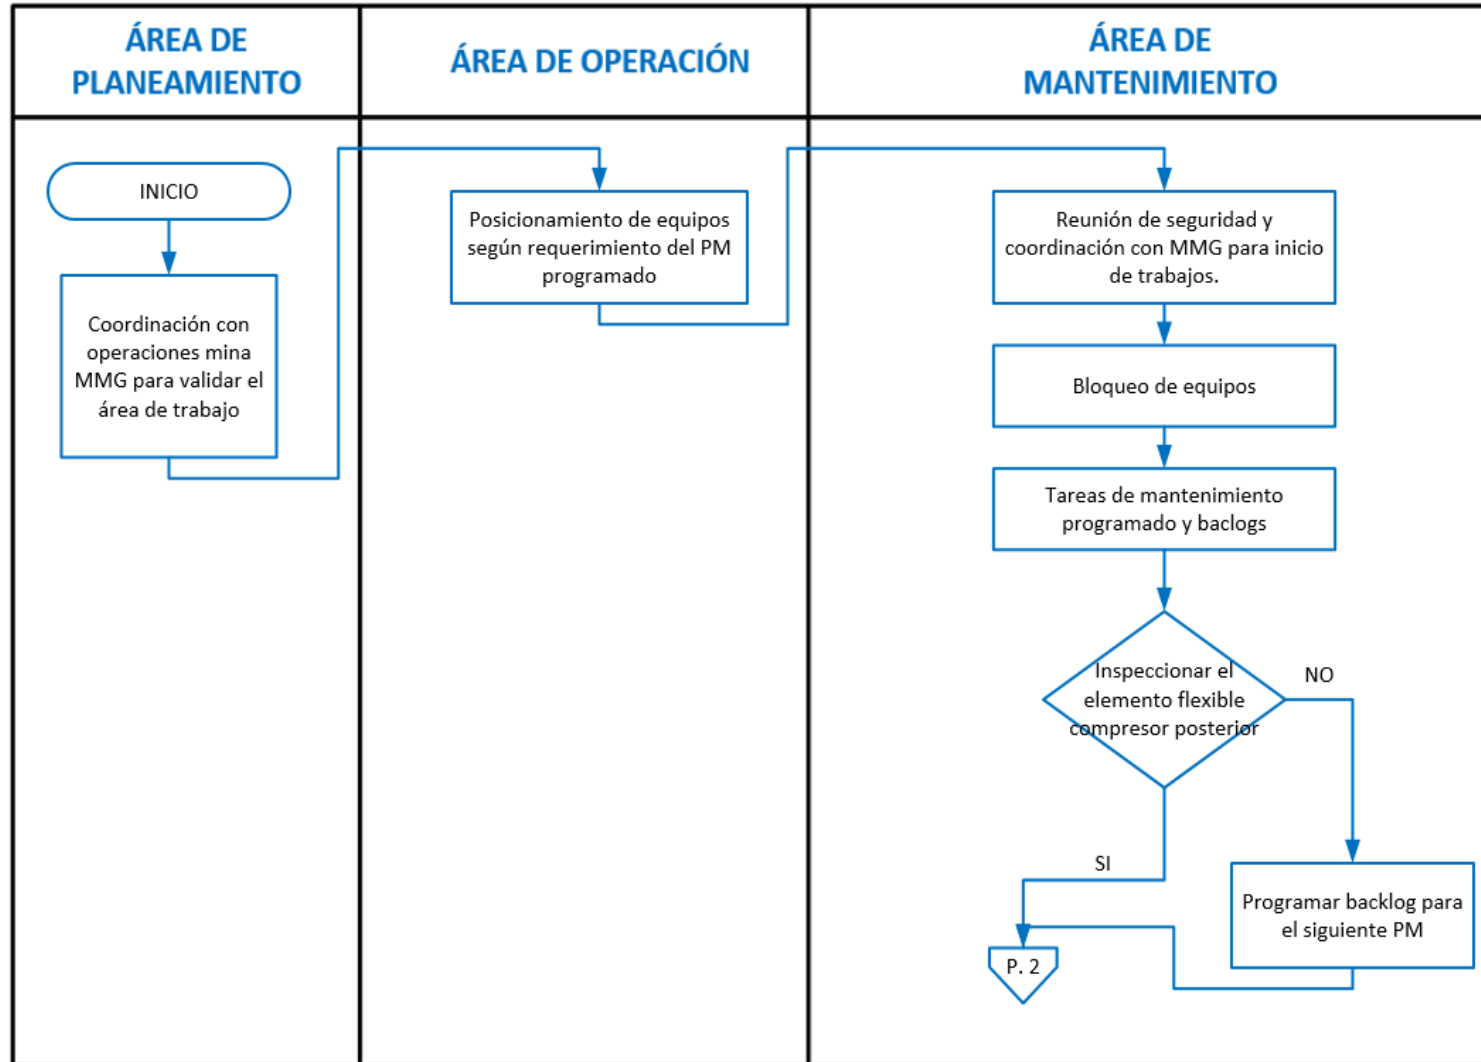 ÁREA DE
PLANEAMIENTO
ÁREA DE OPERACIÓN
ÁREA DE
MANTENIMIENTO
INICIO
Coordinación con
operaciones mina
MMG para validar el
área de trabajo
Posicionamiento de equipos
según requerimiento del PM
programado
Reunión de seguridad y
coordinación con MMG para inicio
de trabajos.
Bloqueo de equipos
Tareas de mantenimiento
programado y baclogs
Inspeccionar el
elemento flexible
compresor posterior
NO
SI
Programar backlog para
el siguiente PM
P. 2